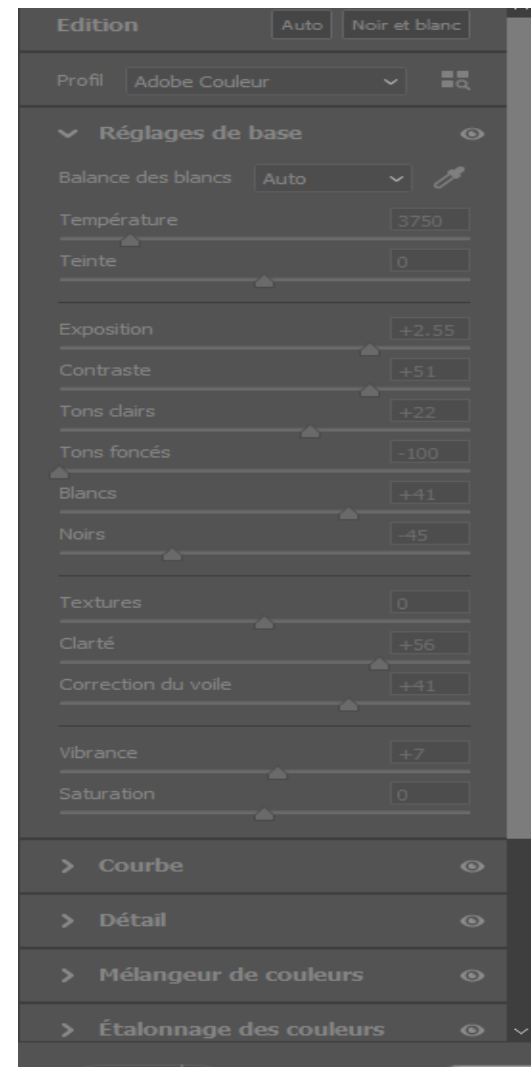 Edition Auto Noir et blanc
Profil Adobe Couleur
Réglages de base
Balance des blancs Auto
Température 3750
Teinte 0
Exposition +2.55
Contraste +51
Tons clairs +22
Tons foncés -100
Blancs +41
Noirs -45
Textures 0
Clarté +56
Correction du voile +41
Vibrance +7
Saturation 0
Courbe
Détail
Mélangeur de couleurs
Étalonnage des couleurs